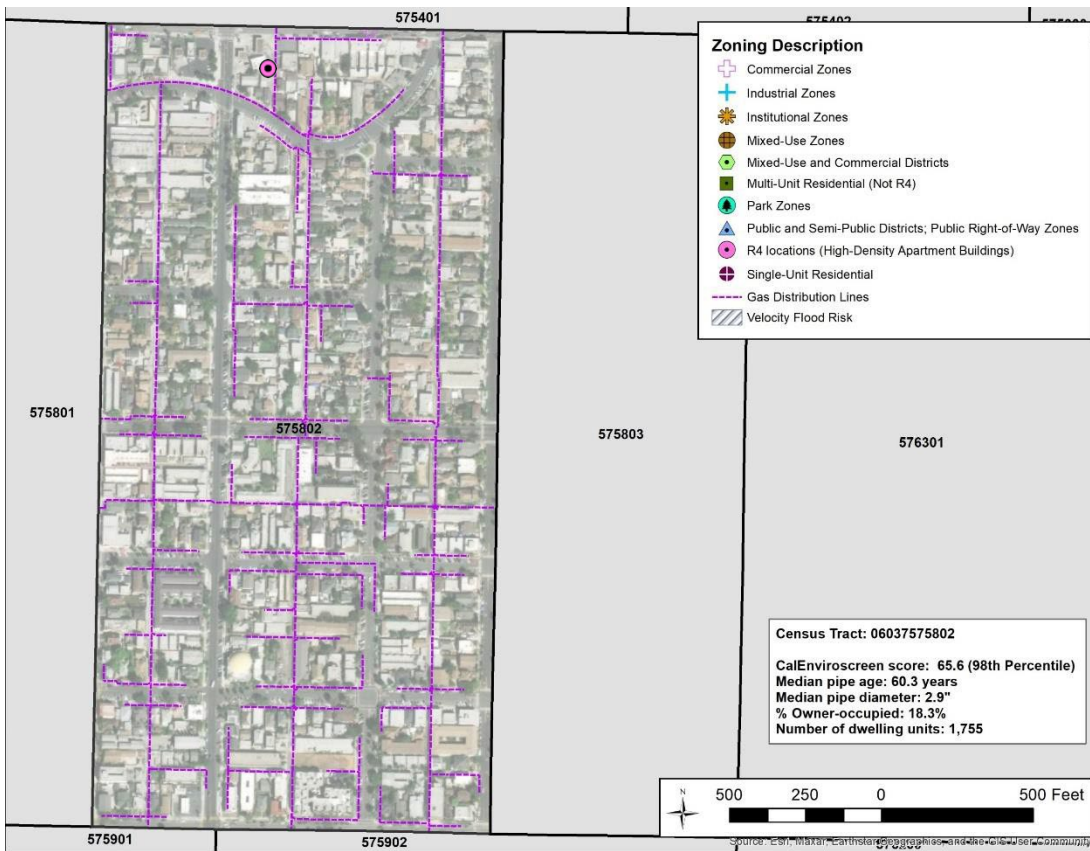 575401
575402
Zoning Description
Commercial Zones
Industrial Zones
Institutional Zones
Mixed-Use Zones
Mixed-Use and Commercial Districts
Multi-Unit Residential (Not R4)
Park Zones
Public and Semi-Public Districts; Public Right-of-Way Zones
R4 locations (High-Density Apartment Buildings)
Single-Unit Residential
Gas Distribution Lines
Velocity Flood Risk
575801
575802
575803
576301
Census Tract: 06037575802
CalEnviroscreen score: 65.6 (98th Percentile)
Median pipe age: 60.3 years
Median pipe diameter: 2.9"
% Owner-occupied: 18.3%
Number of dwelling units: 1,755
N
500 250 0 500 Feet
575901
575902
Source: Esri, Maxar, Earthstar Geographics, and the GIS User Communit